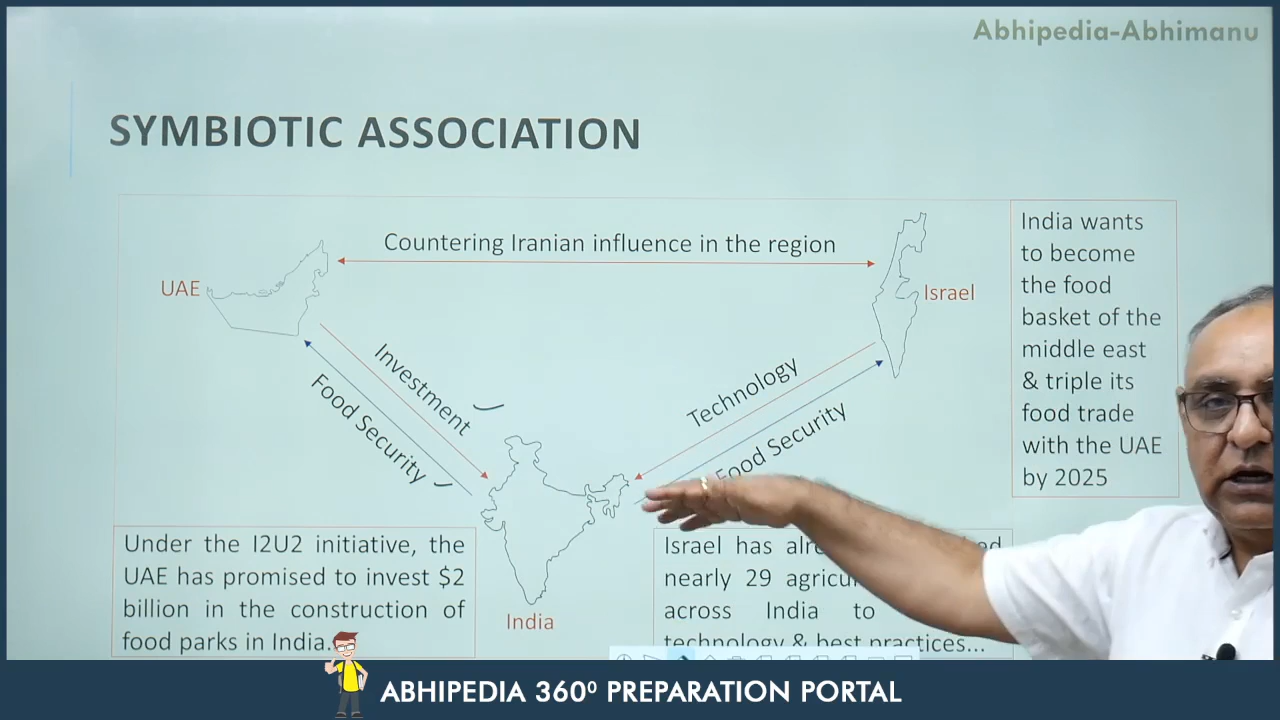 Abhipedia-Abhimanu
SYMBIOTIC ASSOCIATION
Countering Iranian influence in the region
UAE
Israel
Investment
Food Security
Technology
Food Security
India
India wants
to become
the food
basket of the
middle east
& triple its
food trade
with the UAE
by 2025
Under the I2U2 initiative, the
UAE has promised to invest $2
billion in the construction of
food parks in India.
Israel has
nearly 29
across India to
technology & best practices...
ABHIPEDIA 360⁰ PREPARATION PORTAL